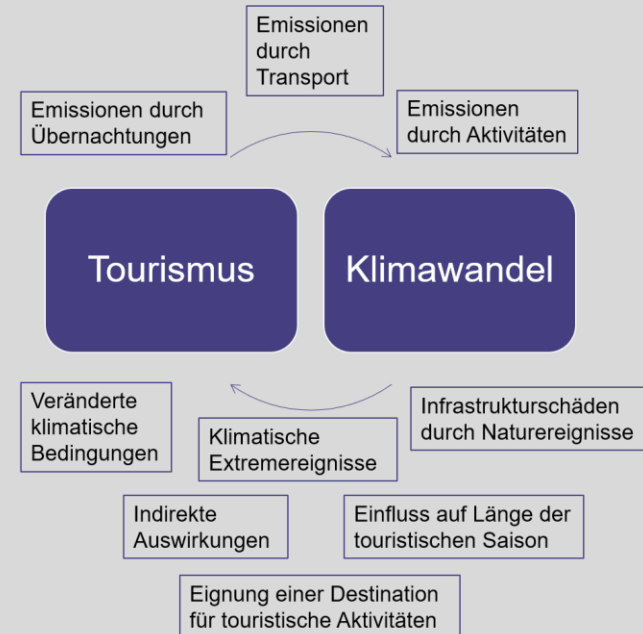 Emissionen
durch
Transport
Emissionen durch
Übernachtungen
Emissionen
durch Aktivitäten
Tourismus
Klimawandel
Veränderte
klimatische
Bedingungen
Klimatische
Extremereignisse
Infrastrukturschäden
durch Naturereignisse
Indirekte
Auswirkungen
Einfluss auf Länge der
touristischen Saison
Eignung einer Destination
für touristische Aktivitäten